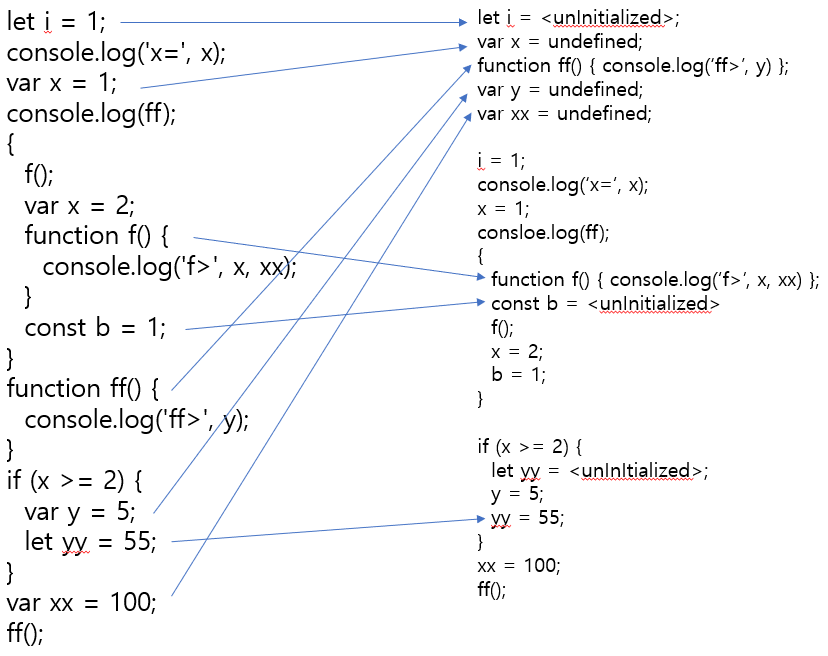 let i = 1;
console.log('x=', x);
var x = 1;
console.log(ff);
{
f();
var x = 2;
function f() {
console.log('f>', x, xx);
}
const b = 1;
}
function ff() {
console.log('ff>', y);
}
if (x >= 2) {
var y = 5;
let yy = 55;
}
var xx = 100;
ff();
let i = <unInitialized>;
var x = undefined;
function ff() { console.log(‘ff>’, y) };
var y = undefined;
var xx = undefined;
i = 1;
console.log(‘x=‘, x);
x = 1;
consloe.log(ff);
{
function f() { console.log(‘f>’, x, xx) };
const b = <unInitialized>
f();
x = 2;
b = 1;
}
if (x >= 2) {
let yy = <unInItialized>;
y = 5;
yy = 55;
}
xx = 100;
ff();